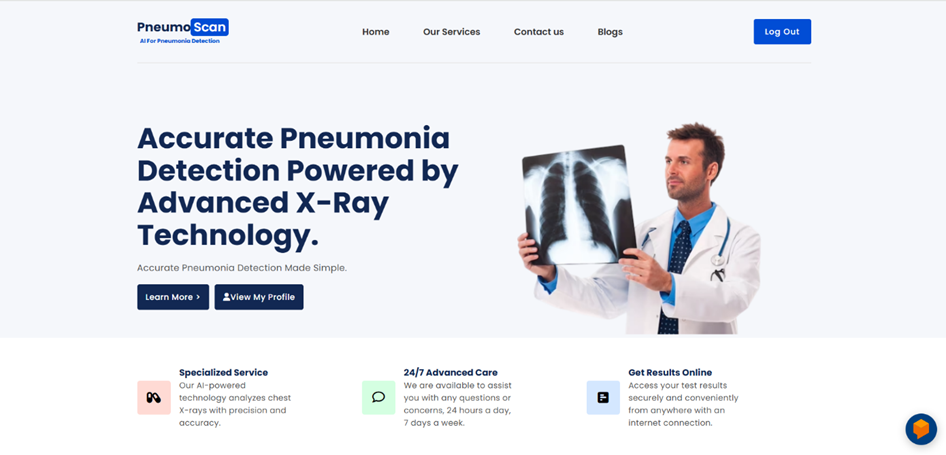 PneumoScan
AI For Pneumonia Detection
Home
Our Services
Contact us
Blogs
Log Out
Accurate Pneumonia
Detection Powered by
Advanced X-Ray
Technology.
Accurate Pneumonia Detection Made Simple.
Learn More >
View My Profile
Specialized Service
Our AI-powered
technology analyzes chest
X-rays with precision and
accuracy.
24/7 Advanced Care
We are available to assist
you with any questions or
concerns, 24 hours a day,
7 days a week.
Get Results Online
Access your test results
securely and conveniently
from anywhere with an
internet connection.